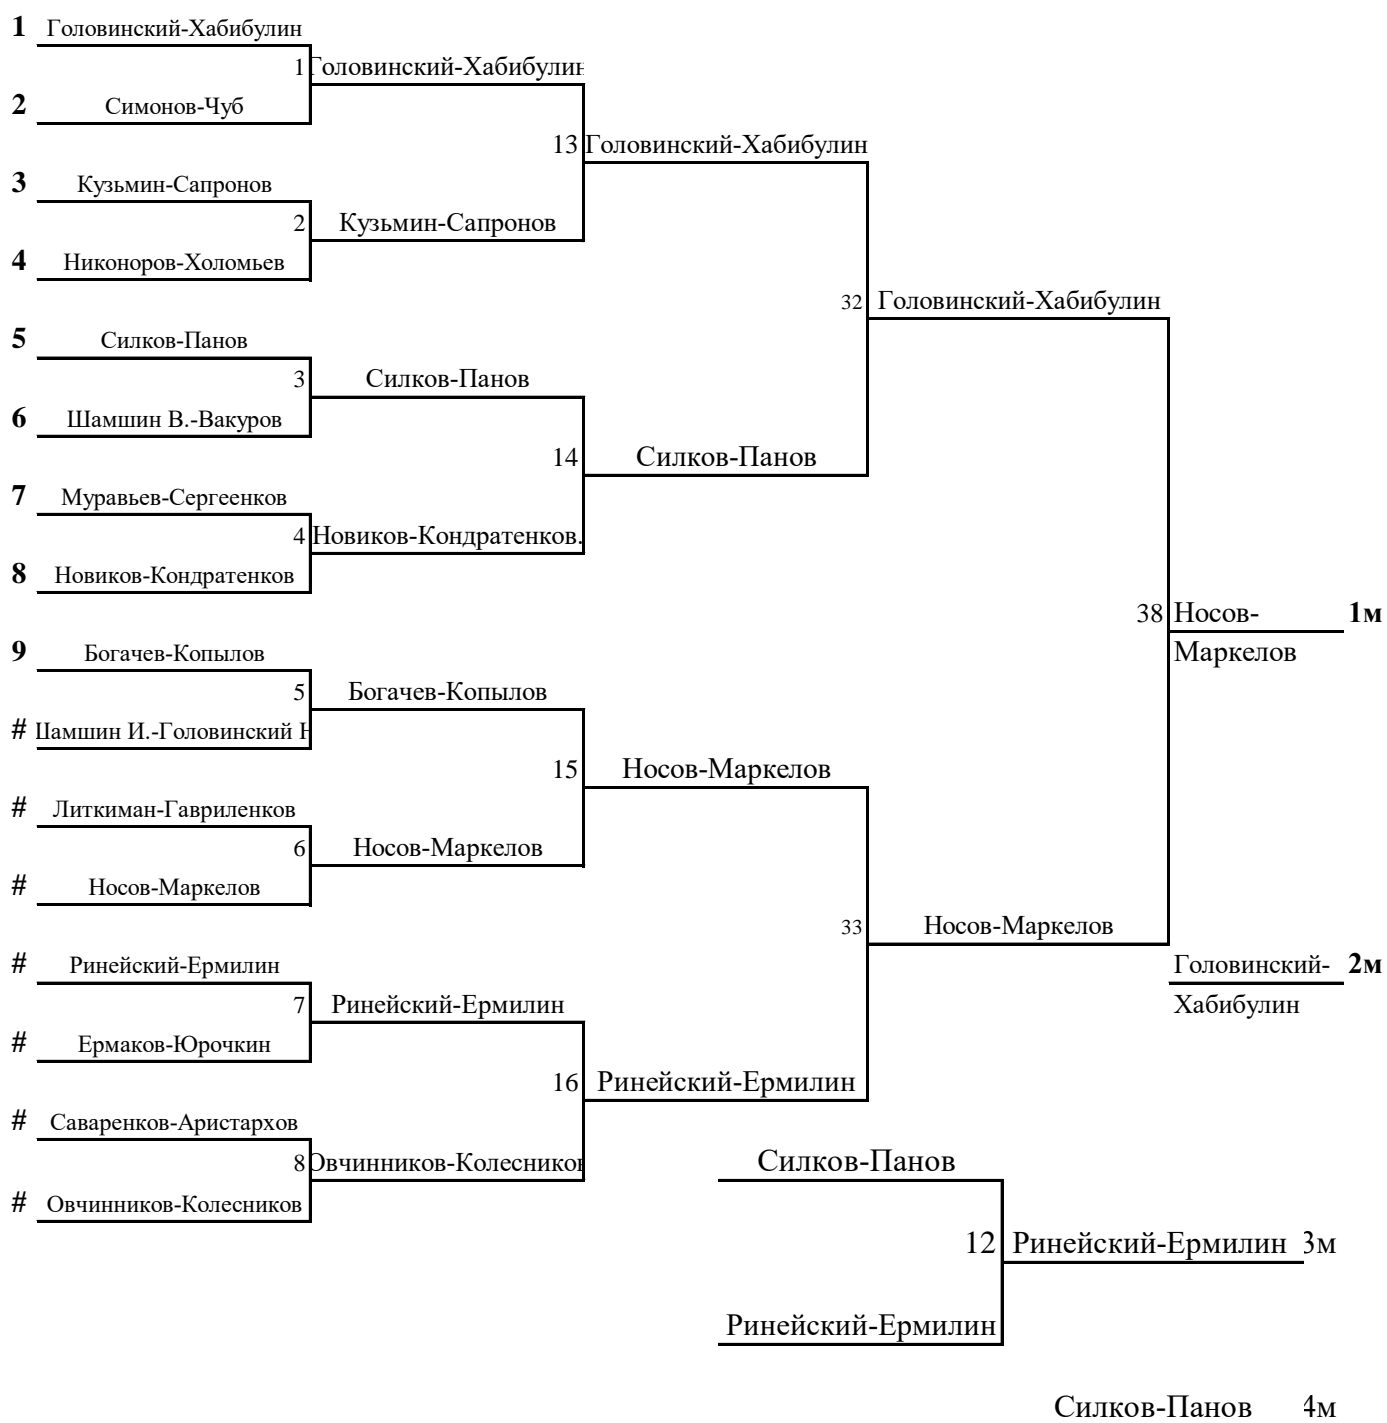 1 Головинский-Хабибулин
1 Головинский-Хабибулин
2 Симонов-Чуб
13 Головинский-Хабибулин
3 Кузьмин-Сапронов
2 Кузьмин-Сапронов
4 Никоноров-Холомьев
32 Головинский-Хабибулин
5 Силков-Панов
3 Силков-Панов
6 Шамшин В.-Вакуров
14 Силков-Панов
7 Муравьев-Сергеенков
4 Новиков-Кондратенков.
8 Новиков-Кондратенков
38 Носов- 1м
Маркелов
9 Богачев-Копылов
5 Богачев-Копылов
# Шамшин И.-Головинский Н
15 Носов-Маркелов
# Литкиман-Гавриленков
6 Носов-Маркелов
# Носов-Маркелов
33 Носов-Маркелов
# Ринейский-Ермилин
Головинский- 2м
Хабибулин
7 Ринейский-Ермилин
# Ермаков-Юрочкин
16 Ринейский-Ермилин
# Саваренков-Аристархов
8 Овчинников-Колесников
Силков-Панов
# Овчинников-Колесников
12 Ринейский-Ермилин 3м
Ринейский-Ермилин
Силков-Панов 4м